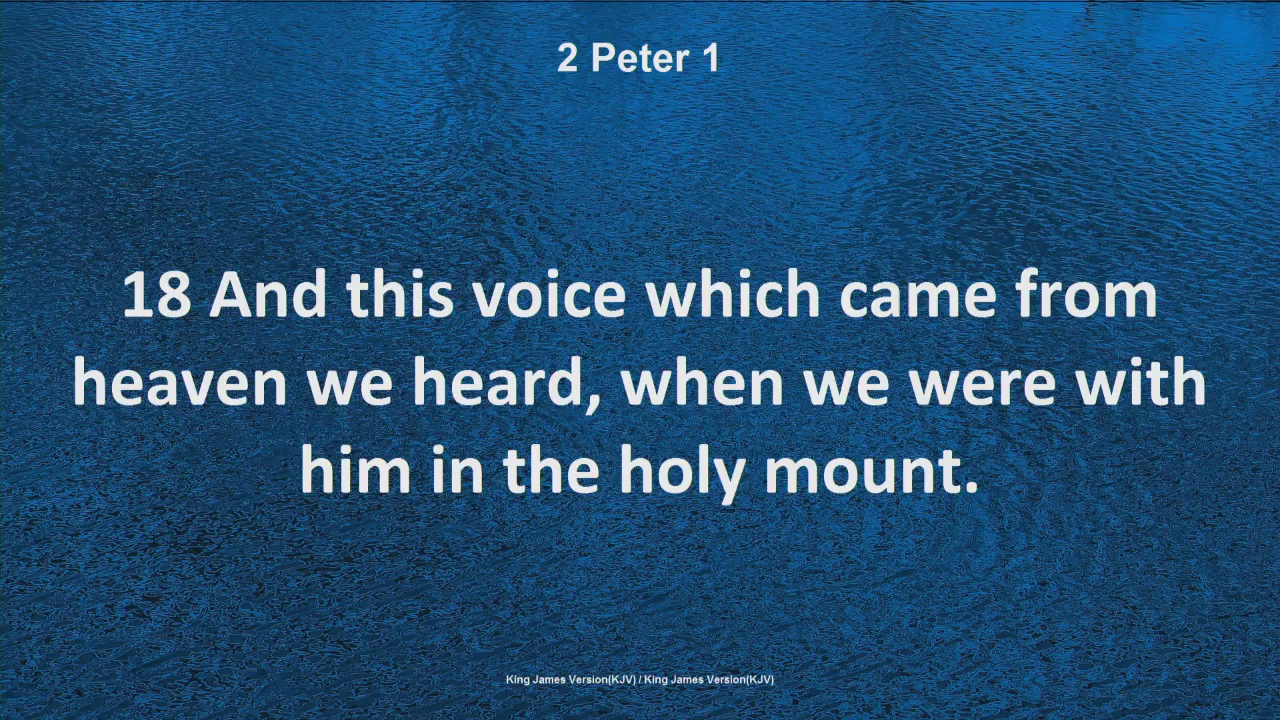 2 Peter 1
18 And this voice which came from
heaven we heard, when we were with
him in the holy mount.
King James Version(KJV) / King James Version(KJV)